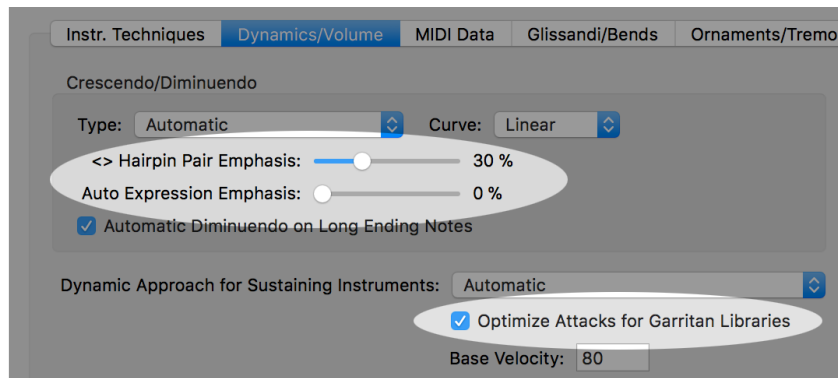 Instr. Techniques Dynamics/Volume MIDI Data Glissandi/Bends Ornaments/Tremo
Crescendo/Diminuendo
Type: Automatic Curve: Linear
<> Hairpin Pair Emphasis: 30 %
Auto Expression Emphasis: 0 %
Automatic Diminuendo on Long Ending Notes
Dynamic Approach for Sustaining Instruments: Automatic
Optimize Attacks for Garritan Libraries
Base Velocity: 80